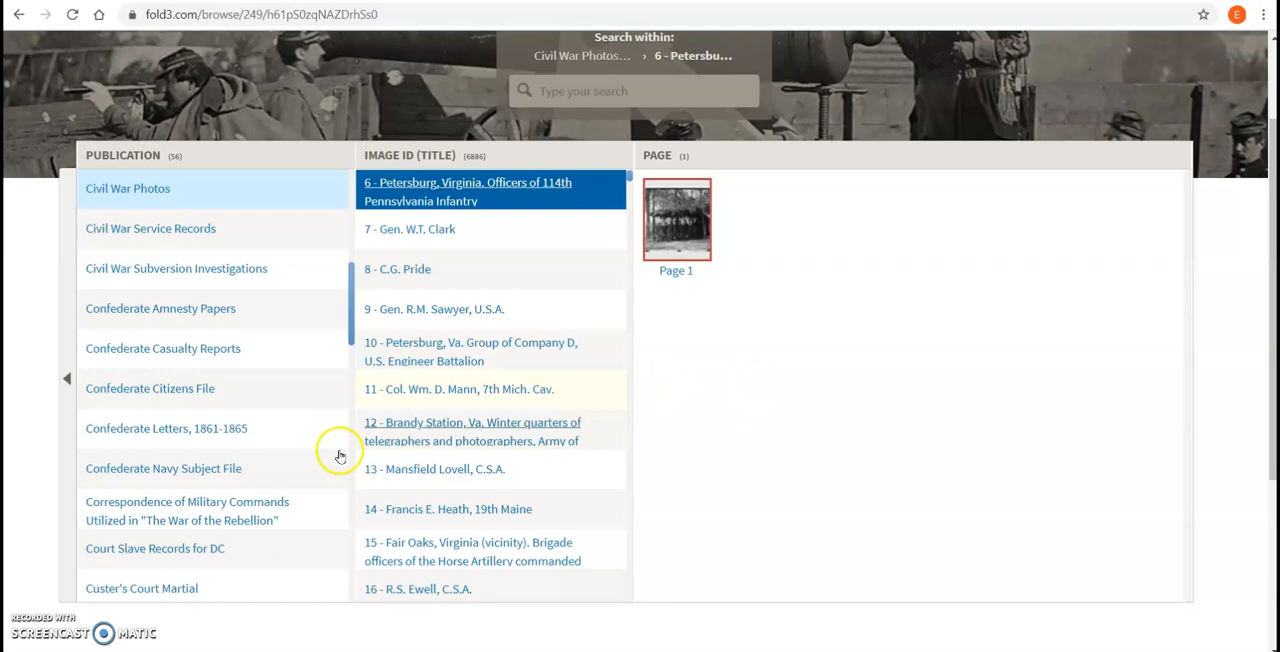 fold3.com/browse/249/h61pS0zqNAZDrhSs0
E
Search within:
Civil War Photos... › 6 - Petersbu...
Type your search
PUBLICATION (56)
IMAGE ID (TITLE) (6886)
PAGE (1)
Civil War Photos
Civil War Service Records
Civil War Subversion Investigations
Confederate Amnesty Papers
Confederate Casualty Reports
Confederate Citizens File
Confederate Letters, 1861-1865
Confederate Navy Subject File
Correspondence of Military Commands
Utilized in "The War of the Rebellion"
Court Slave Records for DC
Custer's Court Martial
6 - Petersburg, Virginia. Officers of 114th
Pennsylvania Infantry
7 - Gen. W.T. Clark
8 - C.G. Pride
9 - Gen. R.M. Sawyer, U.S.A.
10 - Petersburg, Va. Group of Company D,
U.S. Engineer Battalion
11 - Col. Wm. D. Mann, 7th Mich. Cav.
12 - Brandy Station, Va. Winter quarters of
telegraphers and photographers. Army of
13 - Mansfield Lovell, C.S.A.
14 - Francis E. Heath, 19th Maine
15 - Fair Oaks, Virginia (vicinity). Brigade
officers of the Horse Artillery commanded
16 - R.S. Ewell, C.S.A.
Page 1
RECORDED WITH
SCREENCAST MATIC